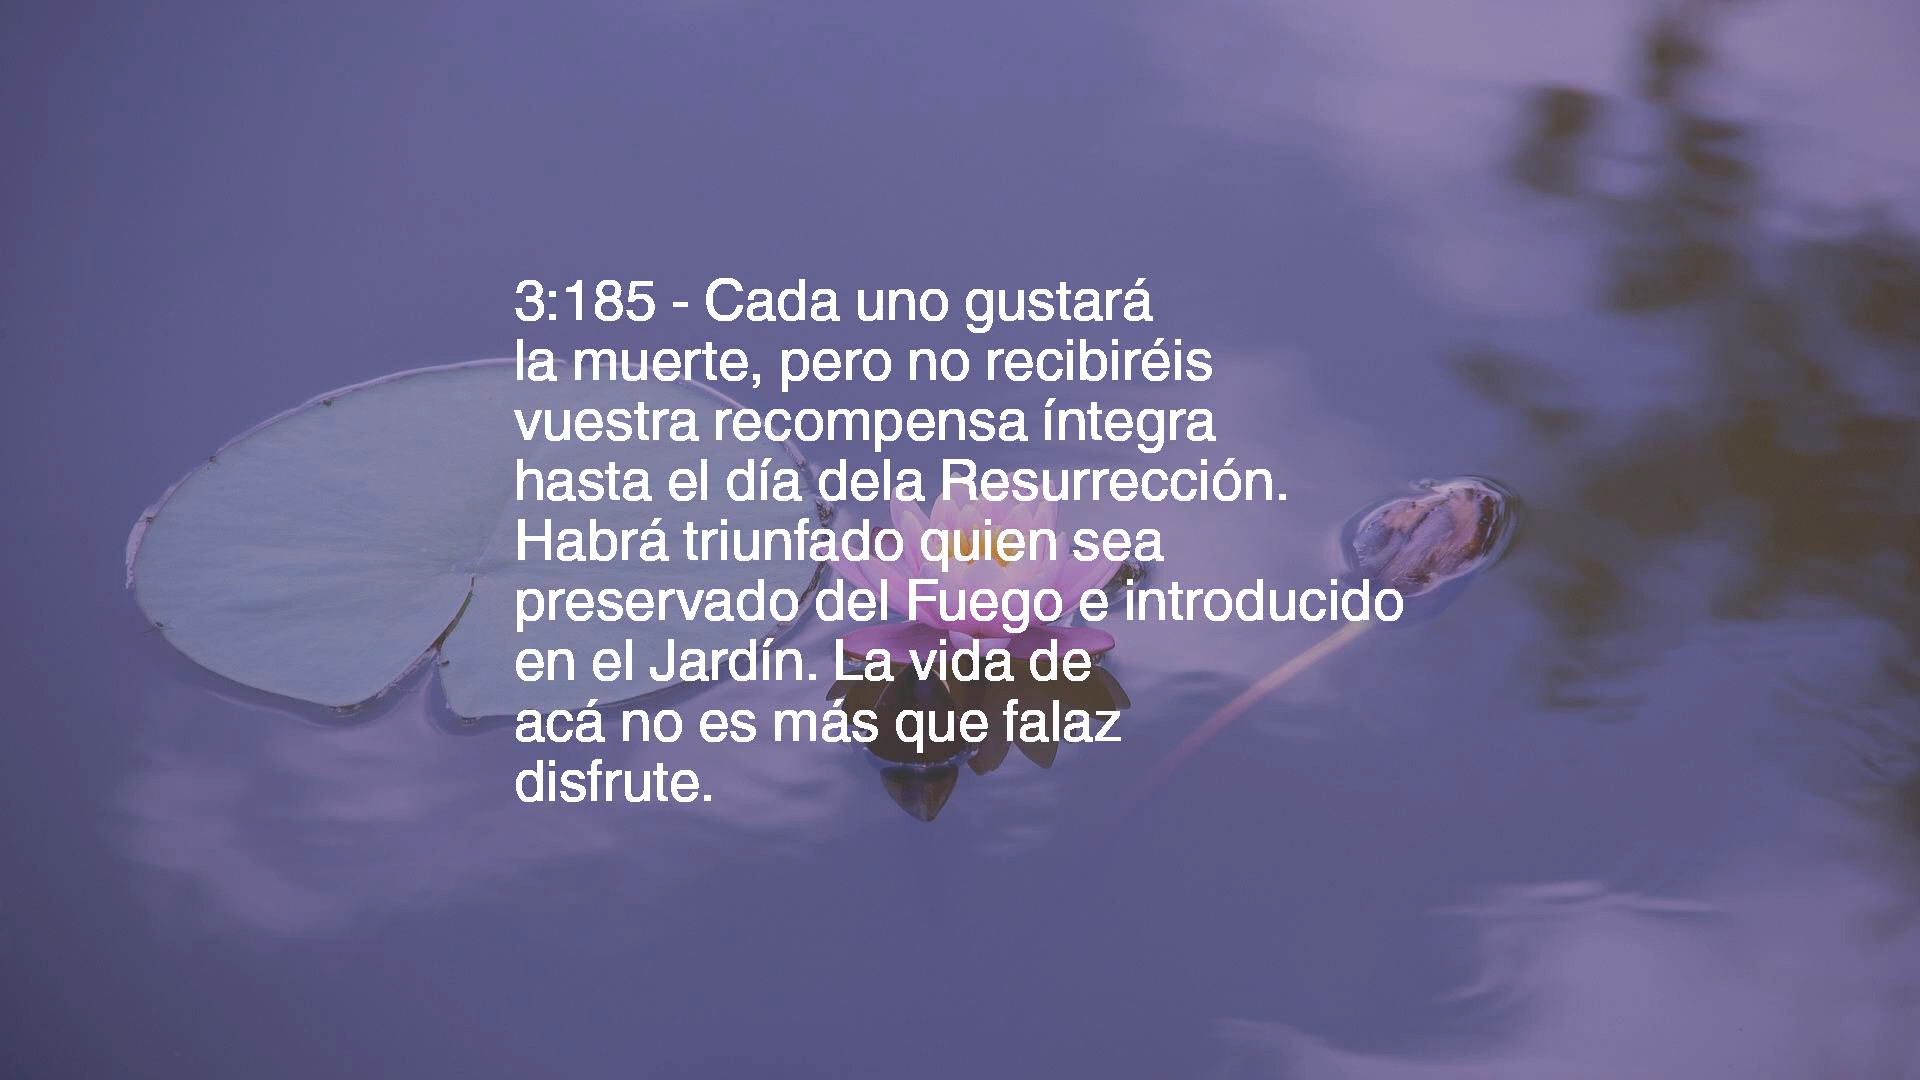 3:185 - Cada uno gustará
la muerte, pero no recibiréis
vuestra recompensa íntegra
hasta el día dela Resurrección.
Habrá triunfado quien sea
preservado del Fuego e introducido
en el Jardín. La vida de
acá no es más que falaz
disfrute.